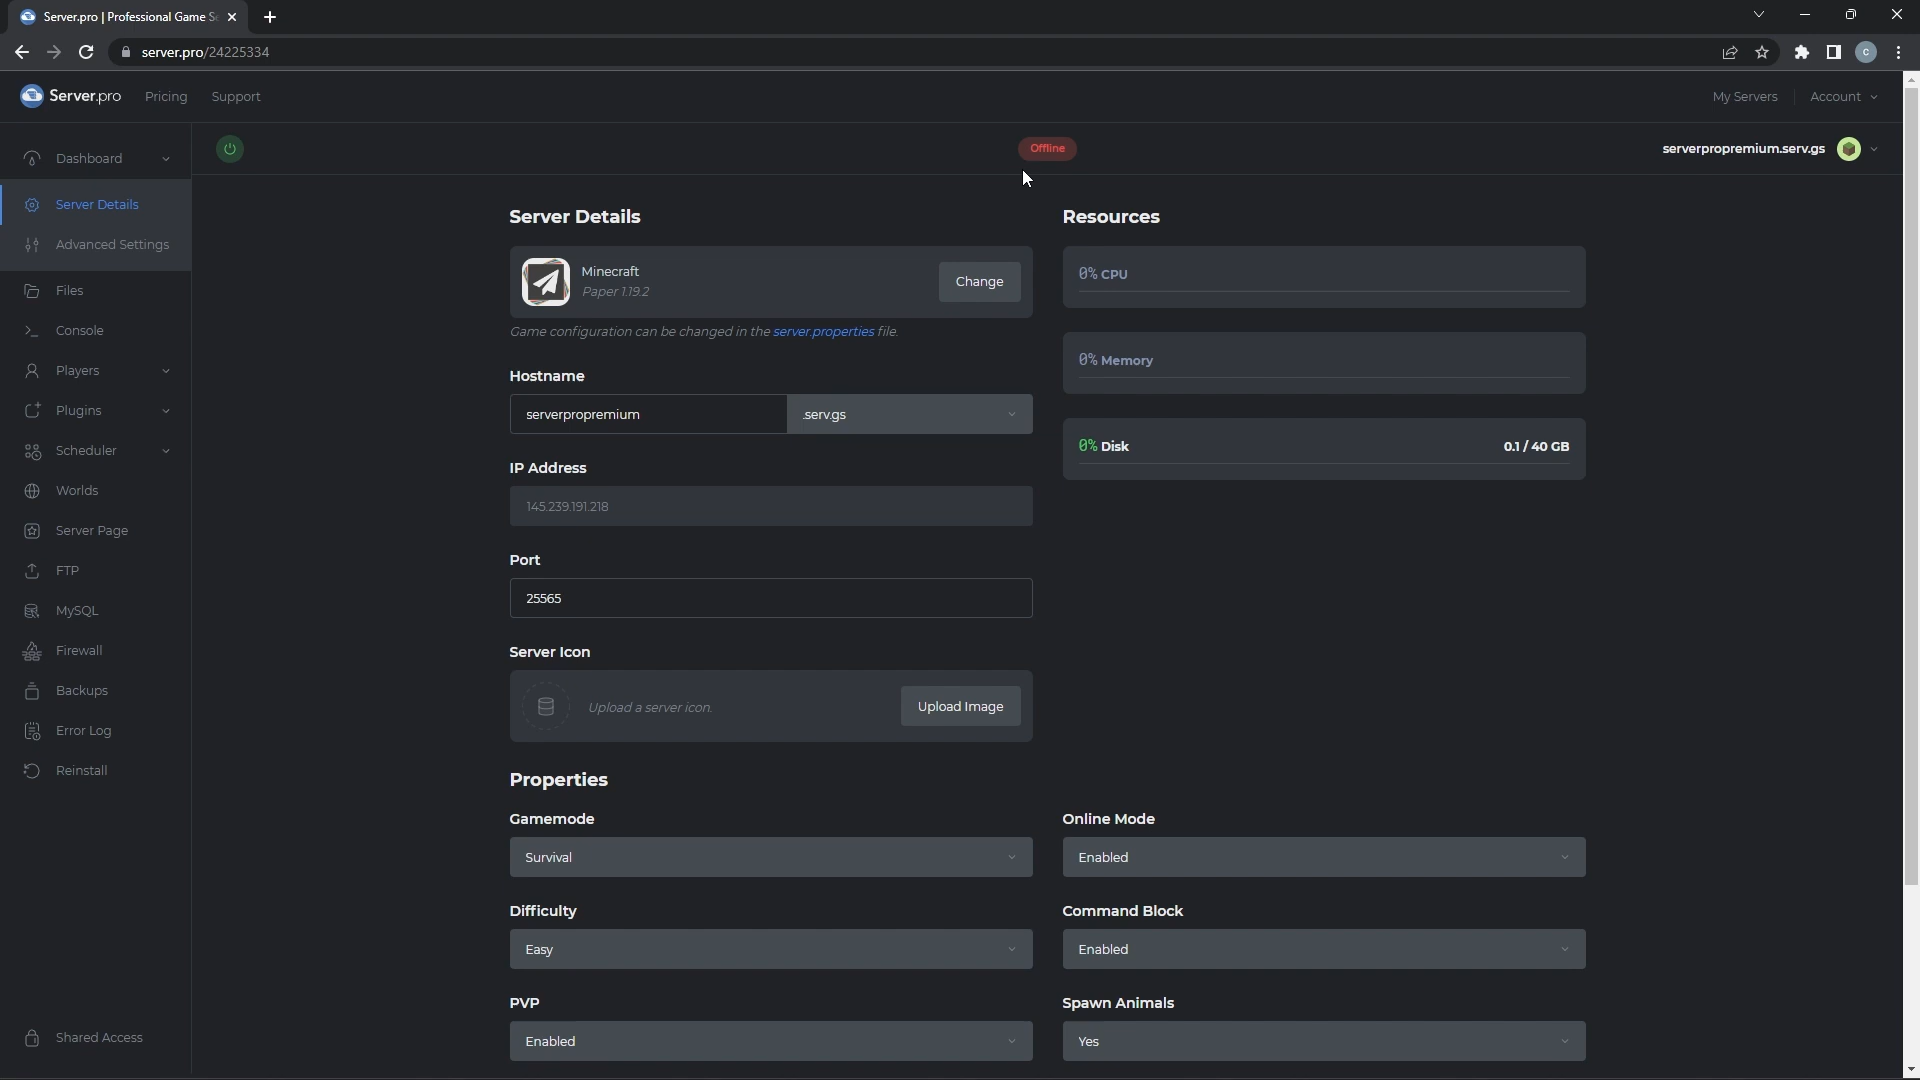 Server.pro | Professional Game S
server.pro/24225334
C
Server.pro
Pricing
Support
My Servers
Account
Dashboard
Offline
serverpropremium.serv.gs
Server Details
Advanced Settings
Files
Console
Players
Plugins
Scheduler
Worlds
Server Page
FTP
MySQL
Firewall
Backups
Error Log
Reinstall
Shared Access
Server Details
Minecraft
Paper 1.19.2
Change
Game configuration can be changed in the server.properties file.
Hostname
serverpropremium
.serv.gs
IP Address
145.239.191.218
Port
25565
Server Icon
Upload a server icon.
Upload Image
Resources
0% CPU
0% Memory
0% Disk
0.1 / 40 GB
Properties
Gamemode
Survival
Online Mode
Enabled
Difficulty
Easy
Command Block
Enabled
PVP
Enabled
Spawn Animals
Yes